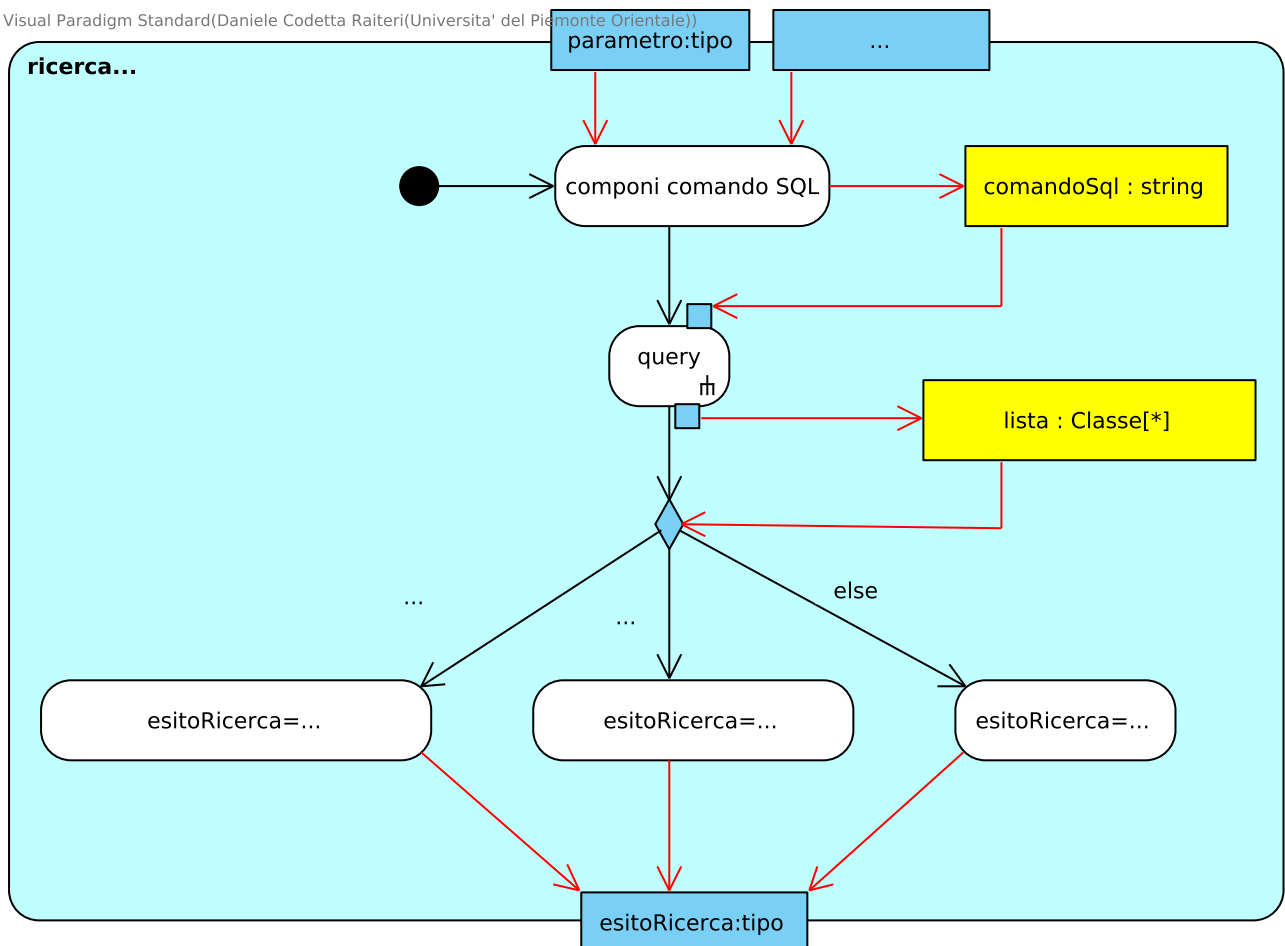 Visual Paradigm Standard(Daniele Codetta Raiteri(Universita' del Piemonte Orientale))
parametro:tipo
...
ricerca...
componi comando SQL
comandoSql : string
query
lista : Classe[*]
...
...
else
esitoRicerca=...
esitoRicerca=...
esitoRicerca=...
esitoRicerca:tipo